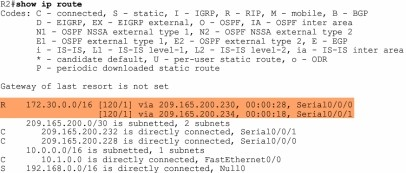 R2#show ip route
Codes: C - connected, S - static, I - IGRP, R - RIP, M - mobile, B - BGP
D - EIGRP, EX - EIGRP external, O - OSPF, IA - OSPF inter area
N1 - OSPF NSSA external type 1, N2 - OSPF NSSA external type 2
E1 - OSPF external type 1, E2 - OSPF external type 2, E - EGP
i - IS-IS, L1 - IS-IS level-1, L2 - IS-IS level-2, ia - IS-IS inter area
* - candidate default, U - per-user static route, o - ODR
P - periodic downloaded static route
Gateway of last resort is not set
R 172.30.0.0/16 [120/1] via 209.165.200.230, 00:00:28, Serial0/0/0
[120/1] via 209.165.200.234, 00:00:18, Serial0/0/1
209.165.200.0/30 is subnetted, 2 subnets
C 209.165.200.232 is directly connected, Serial0/0/1
C 209.165.200.228 is directly connected, Serial0/0/0
10.0.0.0/16 is subnetted, 1 subnets
C 10.1.0.0 is directly connected, FastEthernet0/0
S 192.168.0.0/16 is directly connected, Null0